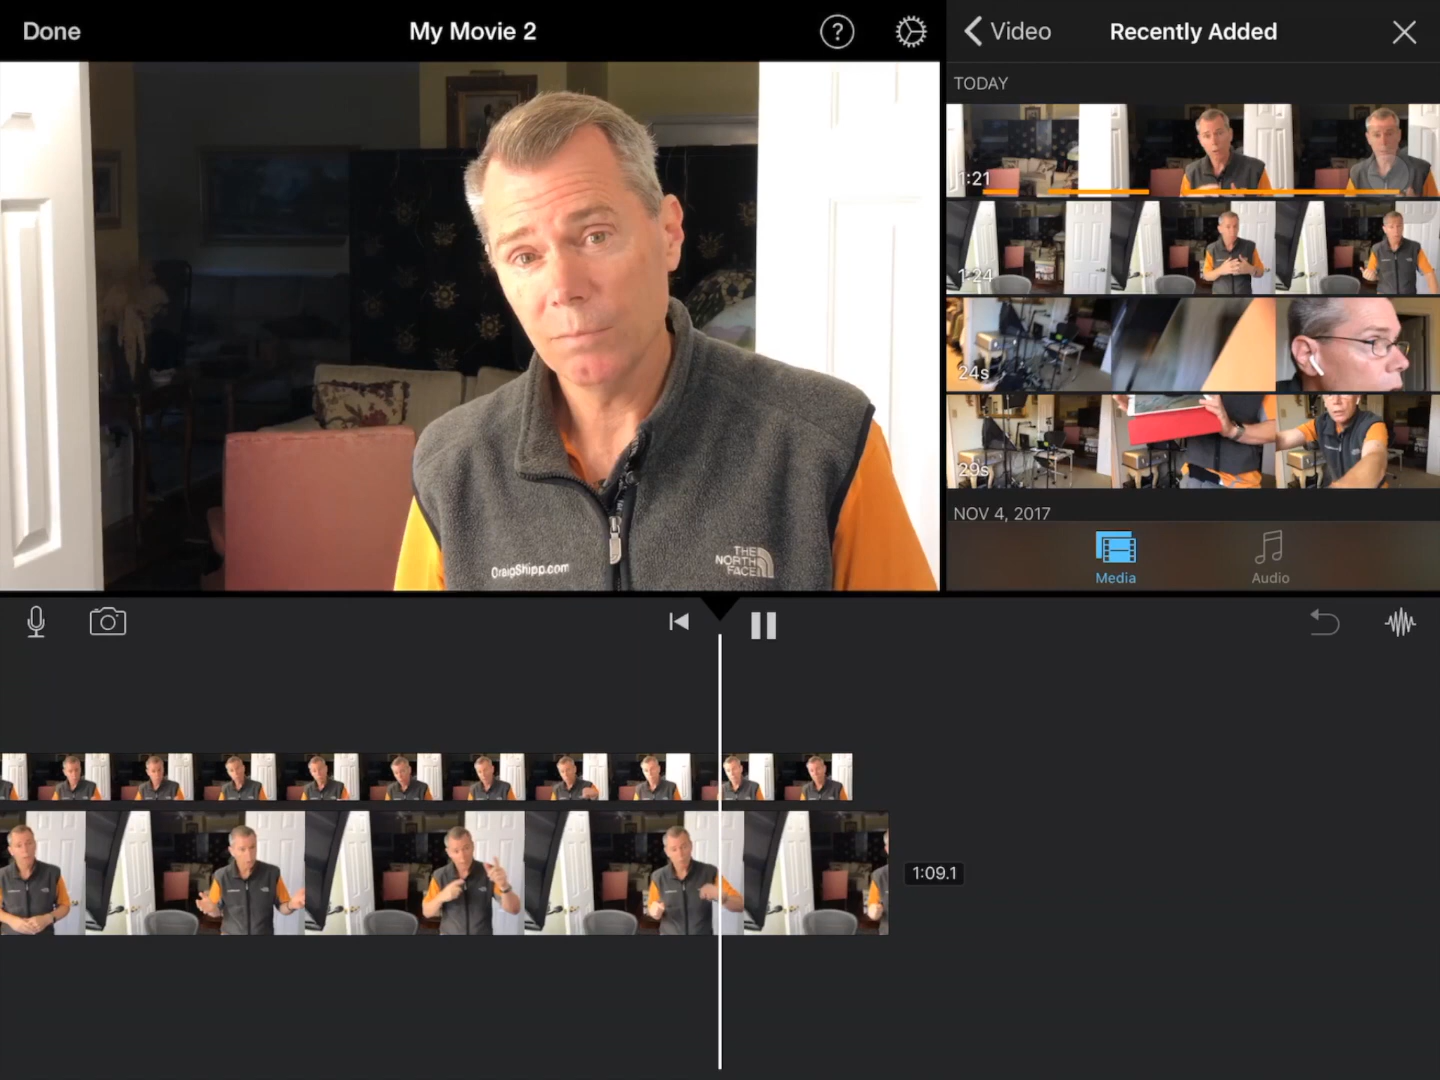 Done
My Movie 2
?
Video
Recently Added
TODAY
1:21
1:24
24s
29s
NOV 4, 2017
Media
Audio
CraigShipp.com
THE
NORTH
FACE
1:09.1